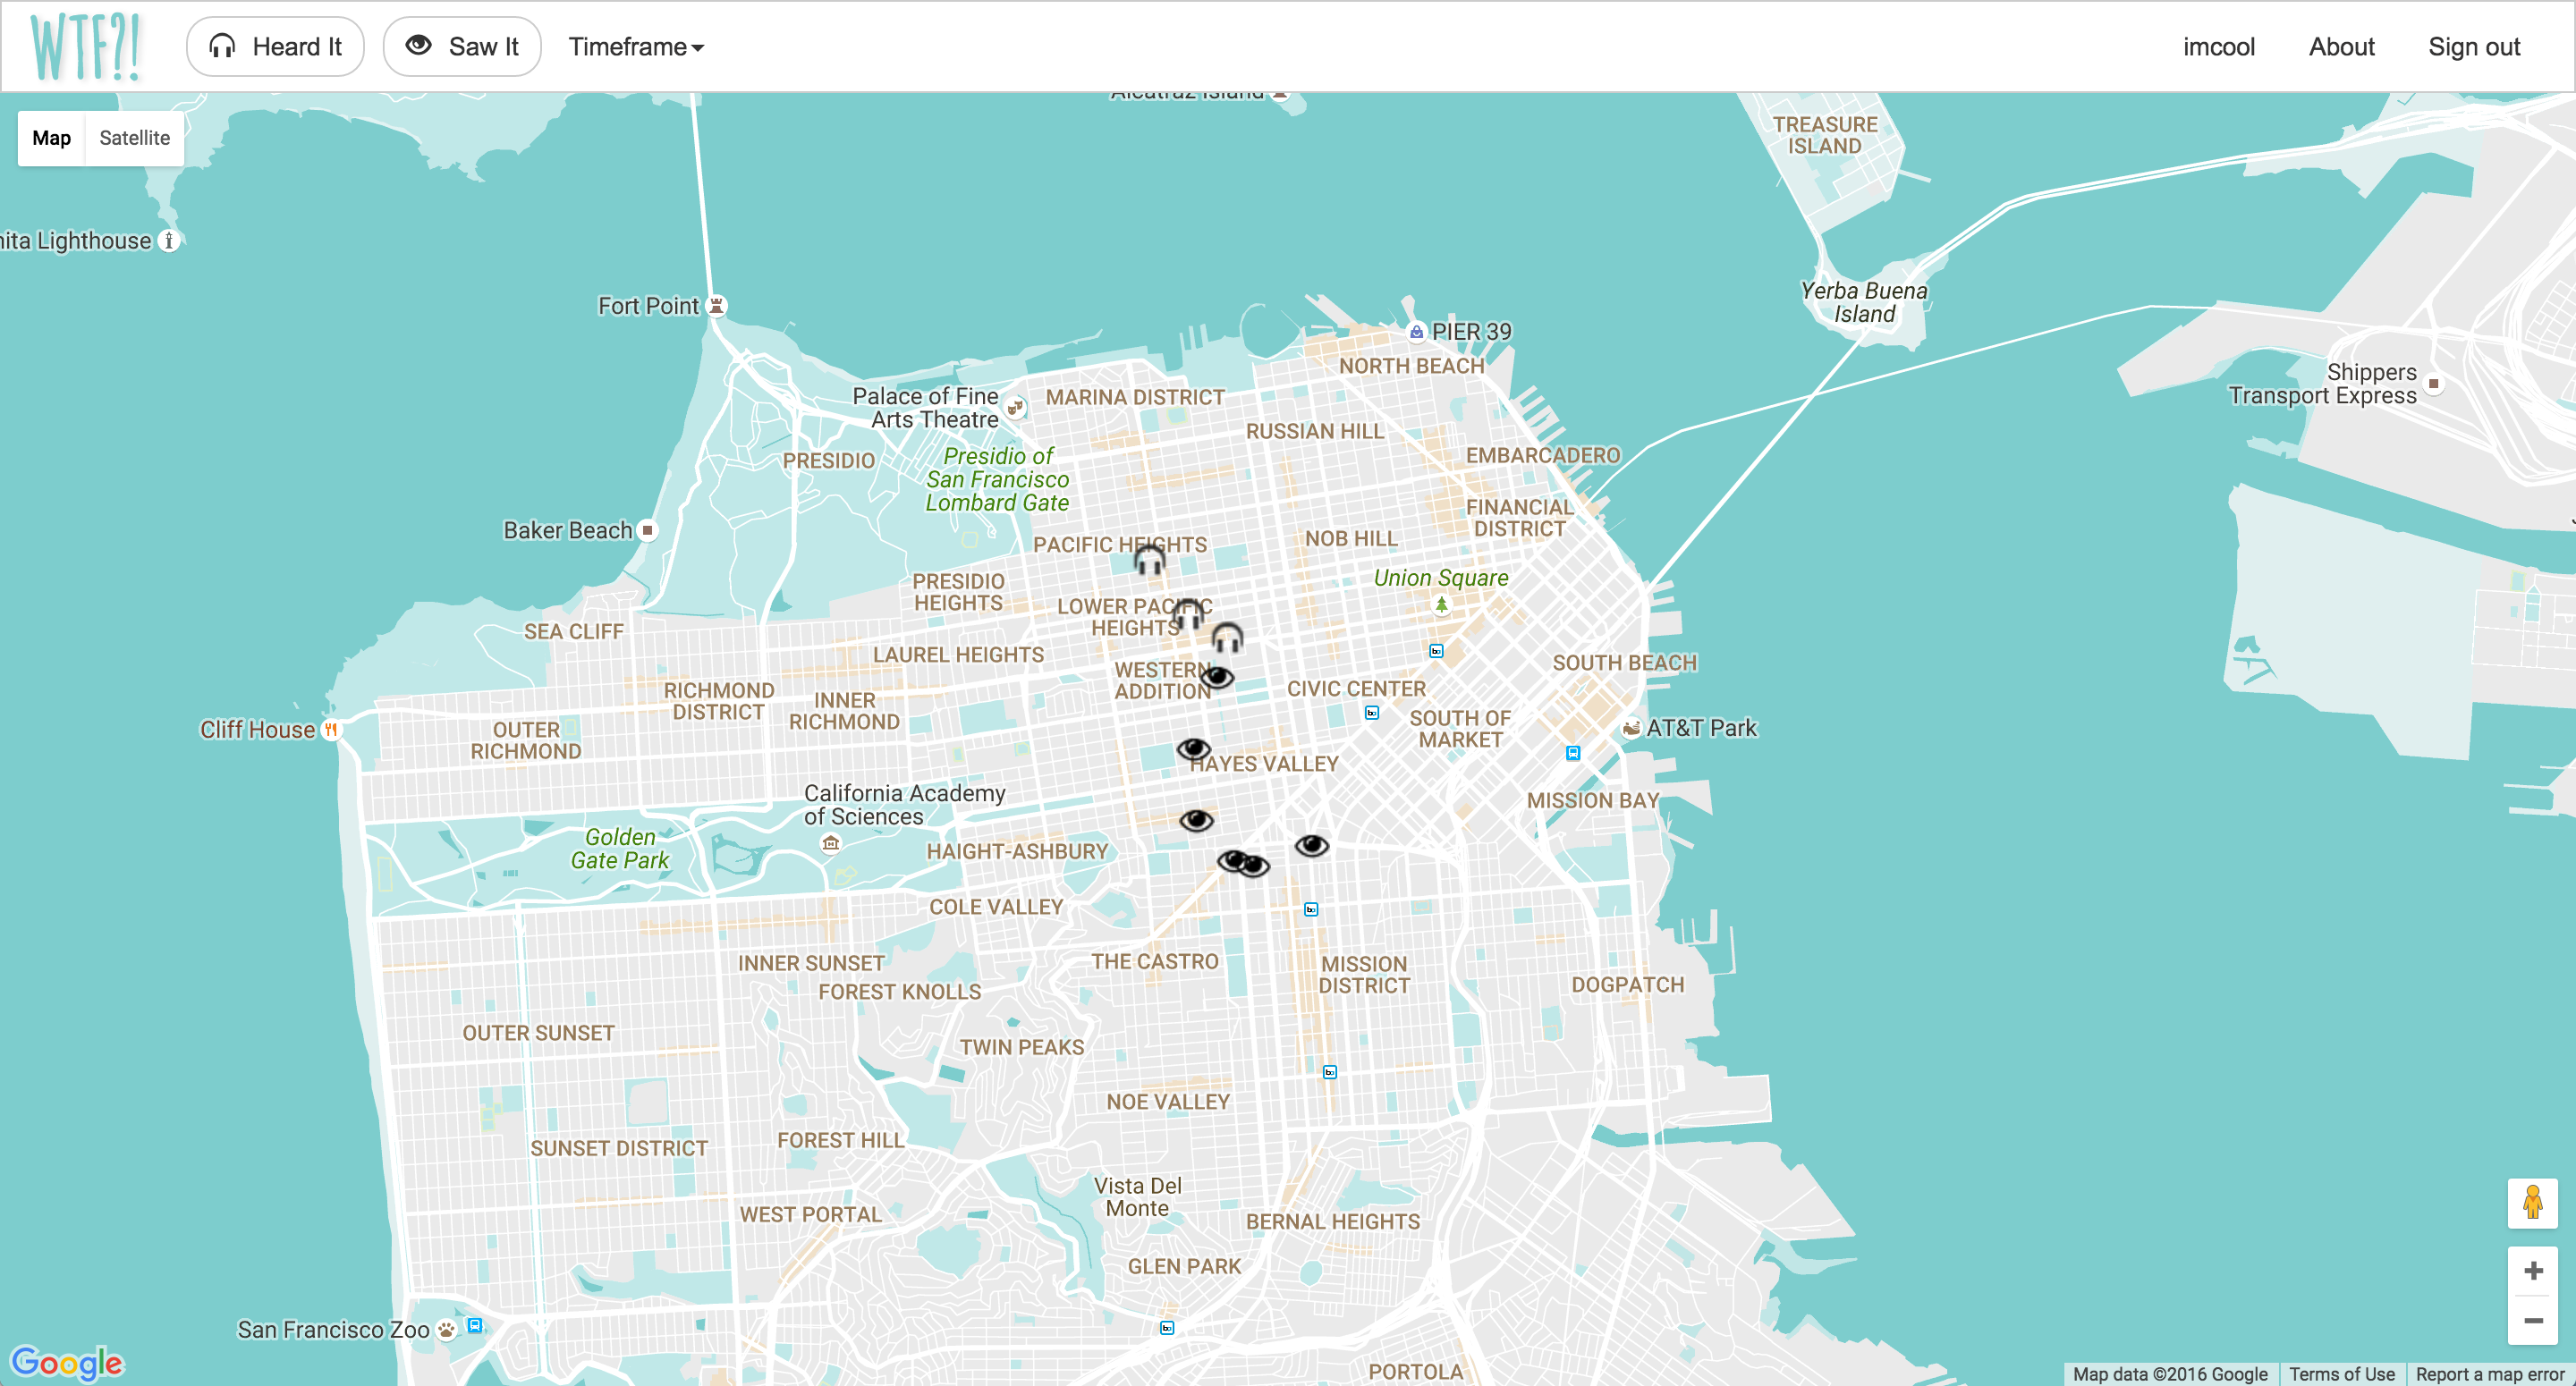 WTF?!
Heard It
Saw It
Timeframe
imcool
About
Sign out
Map
Satellite
Alcatraz Island
TREASURE
ISLAND
nita Lighthouse
Fort Point
Yerba Buena
Island
PIER 39
NORTH BEACH
Shippers
Transport Express
Palace of Fine
Arts Theatre
MARINA DISTRICT
RUSSIAN HILL
EMBARCADERO
PRESIDIO
Presidio of
San Francisco
Lombard Gate
FINANCIAL
DISTRICT
Baker Beach
NOB HILL
PACIFIC HEIGHTS
Union Square
PRESIDIO
HEIGHTS
LOWER PACIFIC
HEIGHTS
SEA CLIFF
LAUREL HEIGHTS
SOUTH BEACH
WESTERN
ADDITION
CIVIC CENTER
RICHMOND
DISTRICT
INNER
RICHMOND
SOUTH OF
MARKET
Cliff House
OUTER
RICHMOND
AT&T Park
HAYES VALLEY
California Academy
of Sciences
MISSION BAY
Golden
Gate Park
HAIGHT-ASHBURY
COLE VALLEY
INNER SUNSET
THE CASTRO
MISSION
DISTRICT
FOREST KNOLLS
DOGPATCH
OUTER SUNSET
TWIN PEAKS
NOE VALLEY
SUNSET DISTRICT
FOREST HILL
Vista Del
Monte
WEST PORTAL
BERNAL HEIGHTS
GLEN PARK
San Francisco Zoo
PORTOLA
Google
Map data ©2016 Google
Terms of Use
Report a map error